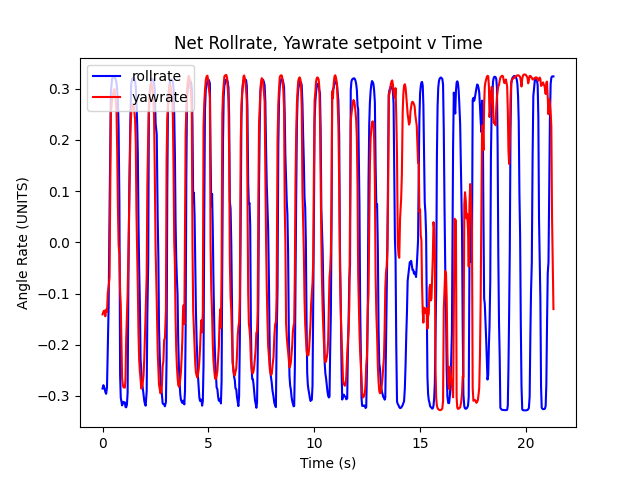 Net Rollrate, Yawrate setpoint v Time
rollrate
yawrate
0.3
0.2
0.1
0.0
−0.1
−0.2
−0.3
Angle Rate (UNITS)
0
5
10
15
20
Time (s)